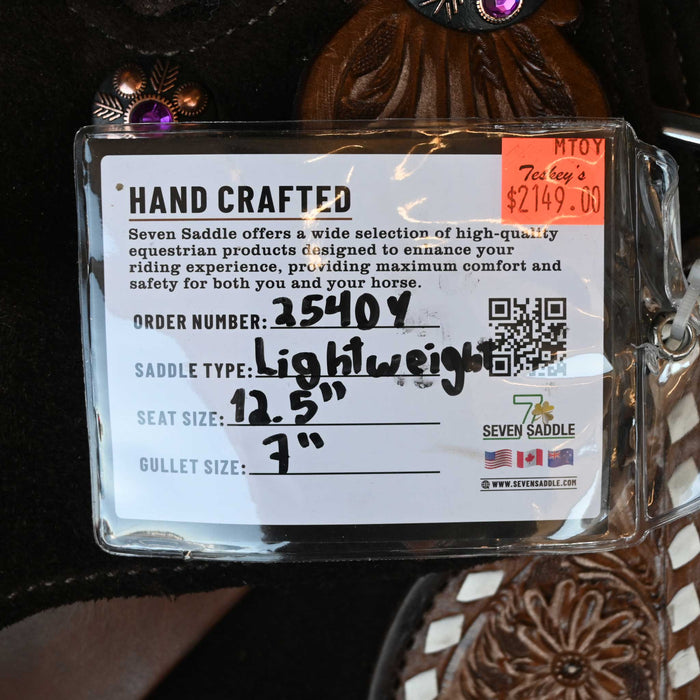 MTOY
Teskey's
$2149.00
HAND CRAFTED
Seven Saddle offers a wide selection of high-quality
equestrian products designed to enhance your
riding experience, providing maximum comfort and
safety for both you and your horse.
ORDER NUMBER: 2540Y
SADDLE TYPE: Lightweight
SEAT SIZE: 12.5"
GULLET SIZE: 7"
7
SEVEN SADDLE
WWW.SEVENSADDLE.COM